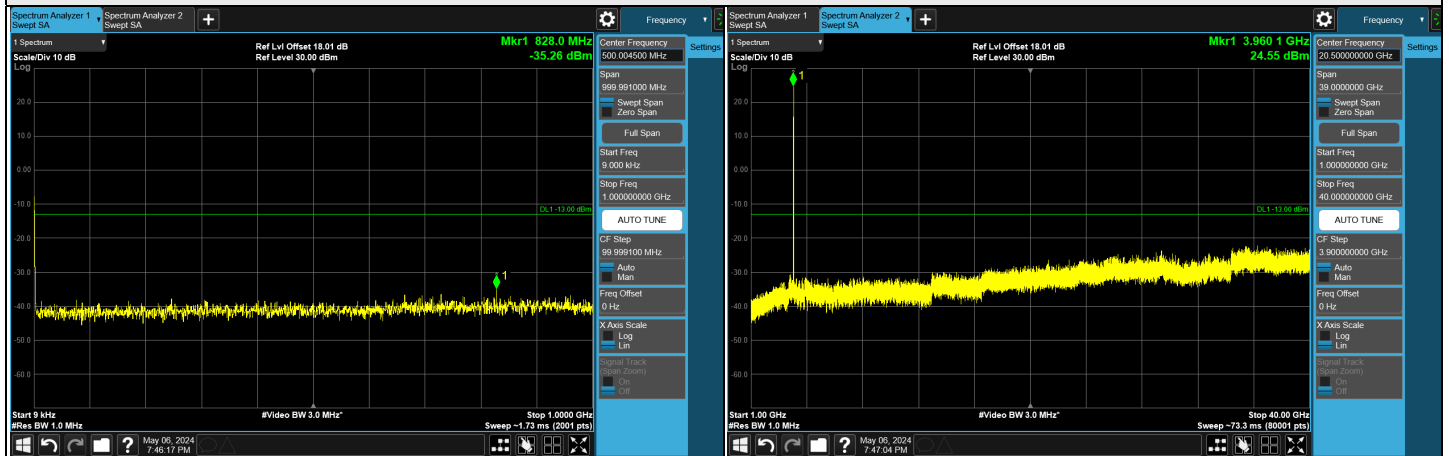 Spectrum Analyzer 1
Swept SA
Spectrum Analyzer 2
Swept SA
+
Frequency
1 Spectrum
Scale/Div 10 dB
Log
Ref Lvl Offset 18.01 dB
Ref Level 30.00 dBm
Mkr1 828.0 MHz
-35.26 dBm
1
20.0
10.0
0.00
-10.0
DL1 -13.00 dBm
-20.0
-30.0
-40.0
-50.0
-60.0
Start 9 kHz
#Res BW 1.0 MHz
#Video BW 3.0 MHz*
Stop 1.0000 GHz
Sweep ~1.73 ms (2001 pts)
?
May 06, 2024
7:46:17 PM
Settings
Center Frequency
500.004500 MHz
Span
999.991000 MHz
Swept Span
Zero Span
Full Span
Start Freq
9.000 kHz
Stop Freq
1.000000000 GHz
AUTO TUNE
CF Step
99.999100 MHz
Auto
Man
Freq Offset
0 Hz
X Axis Scale
Log
Lin
Signal Track
(Span Zoom)
On
Off
Spectrum Analyzer 1
Swept SA
Spectrum Analyzer 2
Swept SA
+
Frequency
1 Spectrum
Scale/Div 10 dB
Log
Ref Lvl Offset 18.01 dB
Ref Level 30.00 dBm
Mkr1 3.960 1 GHz
24.55 dBm
1
20.0
10.0
0.00
-10.0
DL1 -13.00 dBm
-20.0
-30.0
-40.0
-50.0
-60.0
Start 1.00 GHz
#Res BW 1.0 MHz
#Video BW 3.0 MHz*
Stop 40.00 GHz
Sweep ~73.3 ms (80001 pts)
?
May 06, 2024
7:47:04 PM
Settings
Center Frequency
20.500000000 GHz
Span
39.0000000 GHz
Swept Span
Zero Span
Full Span
Start Freq
1.000000000 GHz
Stop Freq
40.000000000 GHz
AUTO TUNE
CF Step
3.900000000 GHz
Auto
Man
Freq Offset
0 Hz
X Axis Scale
Log
Lin
Signal Track
(Span Zoom)
On
Off